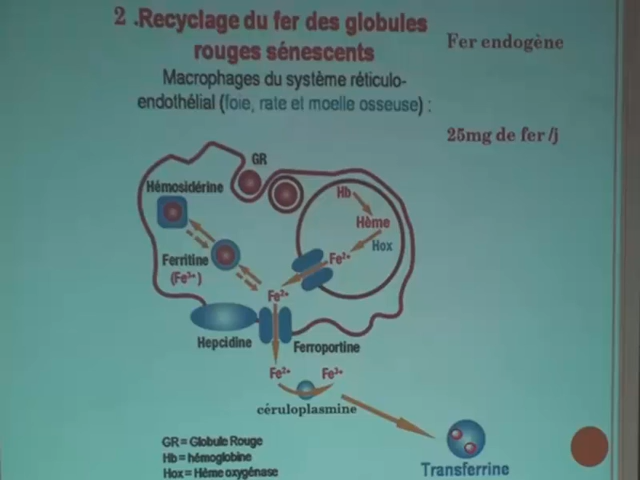 2 .Recyclage du fer des globules
rouges sénescents
Fer endogène
Macrophages du système réticulo-
endothélial (foie, rate et moelle osseuse) :
25mg de fer /j
GR
Hémosidérine
Hb
Hème
Hox
Fe²⁺
Ferritine
(Fe³⁺)
Fe²⁺
Hepcidine
Ferroportine
Fe²⁺ Fe³⁺
céruloplasmine
GR = Globule Rouge
Hb = hémoglobine
Hox = Hème oxygénase
Transferrine